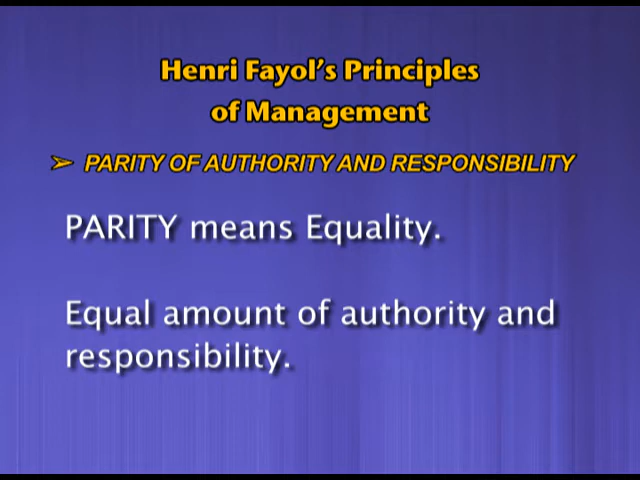 Henri Fayol's Principles
of Management
➢ PARITY OF AUTHORITY AND RESPONSIBILITY
PARITY means Equality.
Equal amount of authority and
responsibility.